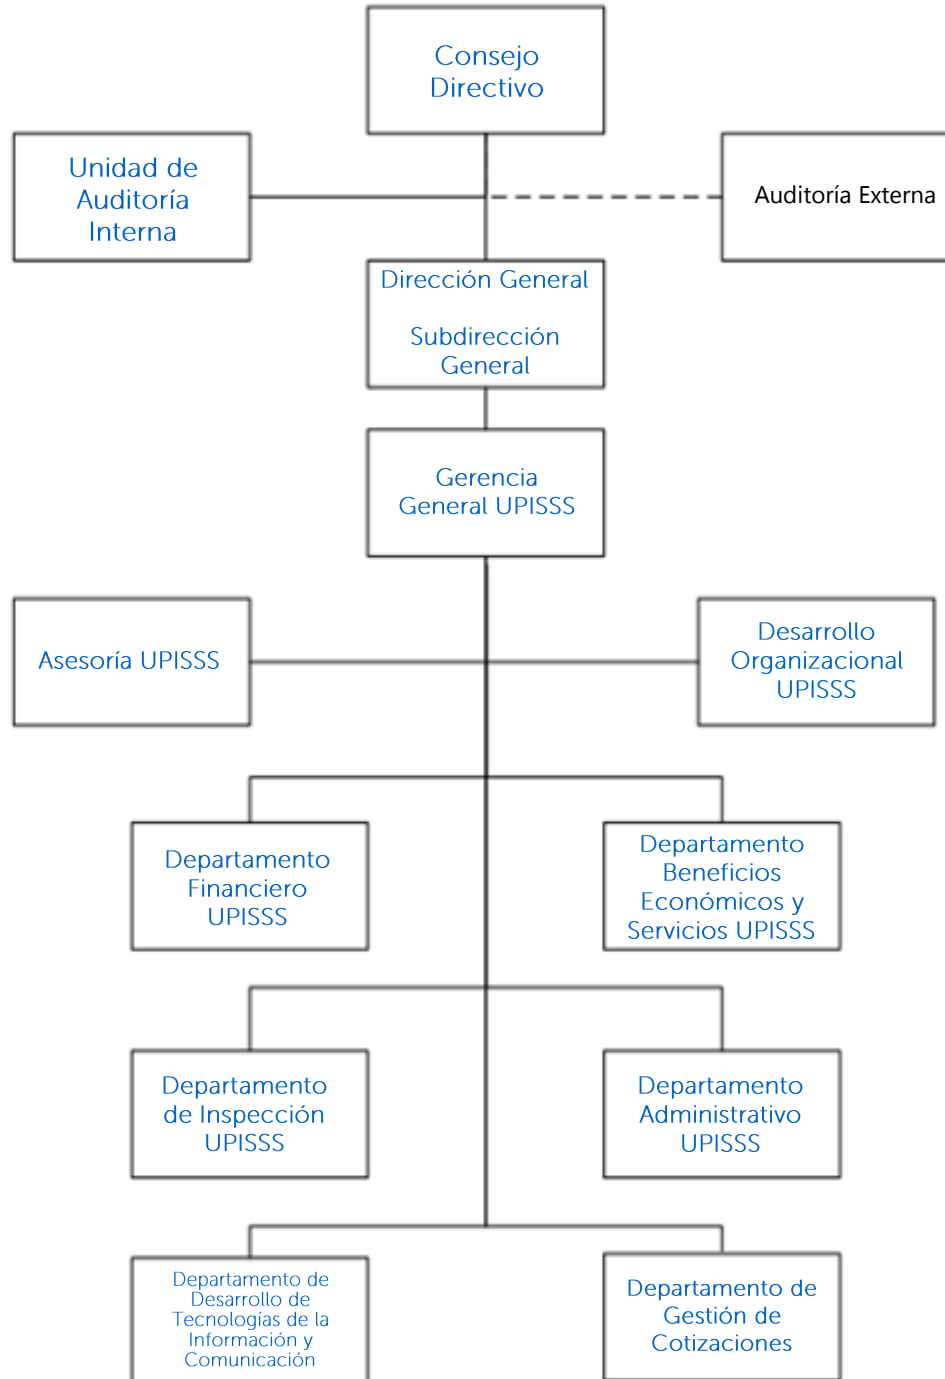 Consejo
Directivo
Unidad de
Auditoría
Interna
Auditoría Externa
Dirección General
Subdirección
General
Gerencia
General UPISSS
Asesoría UPISSS
Desarrollo
Organizacional
UPISSS
Departamento
Financiero
UPISSS
Departamento
Beneficios
Económicos y
Servicios UPISSS
Departamento
de Inspección
UPISSS
Departamento
Administrativo
UPISSS
Departamento de
Desarrollo de
Tecnologías de la
Información y
Comunicación
Departamento de
Gestión de
Cotizaciones